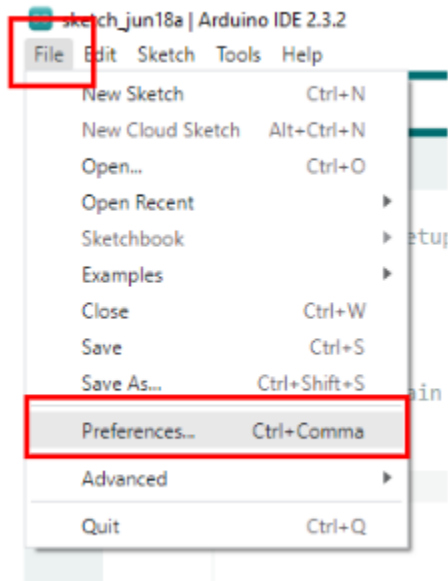 sketch_jun18a | Arduino IDE 2.3.2
File Edit Sketch Tools Help
New Sketch Ctrl+N
New Cloud Sketch Alt+Ctrl+N
Open... Ctrl+O
Open Recent
Sketchbook
etup
Examples
Close Ctrl+W
Save Ctrl+S
Save As... Ctrl+Shift+S
ain
Preferences... Ctrl+Comma
Advanced
Quit Ctrl+Q